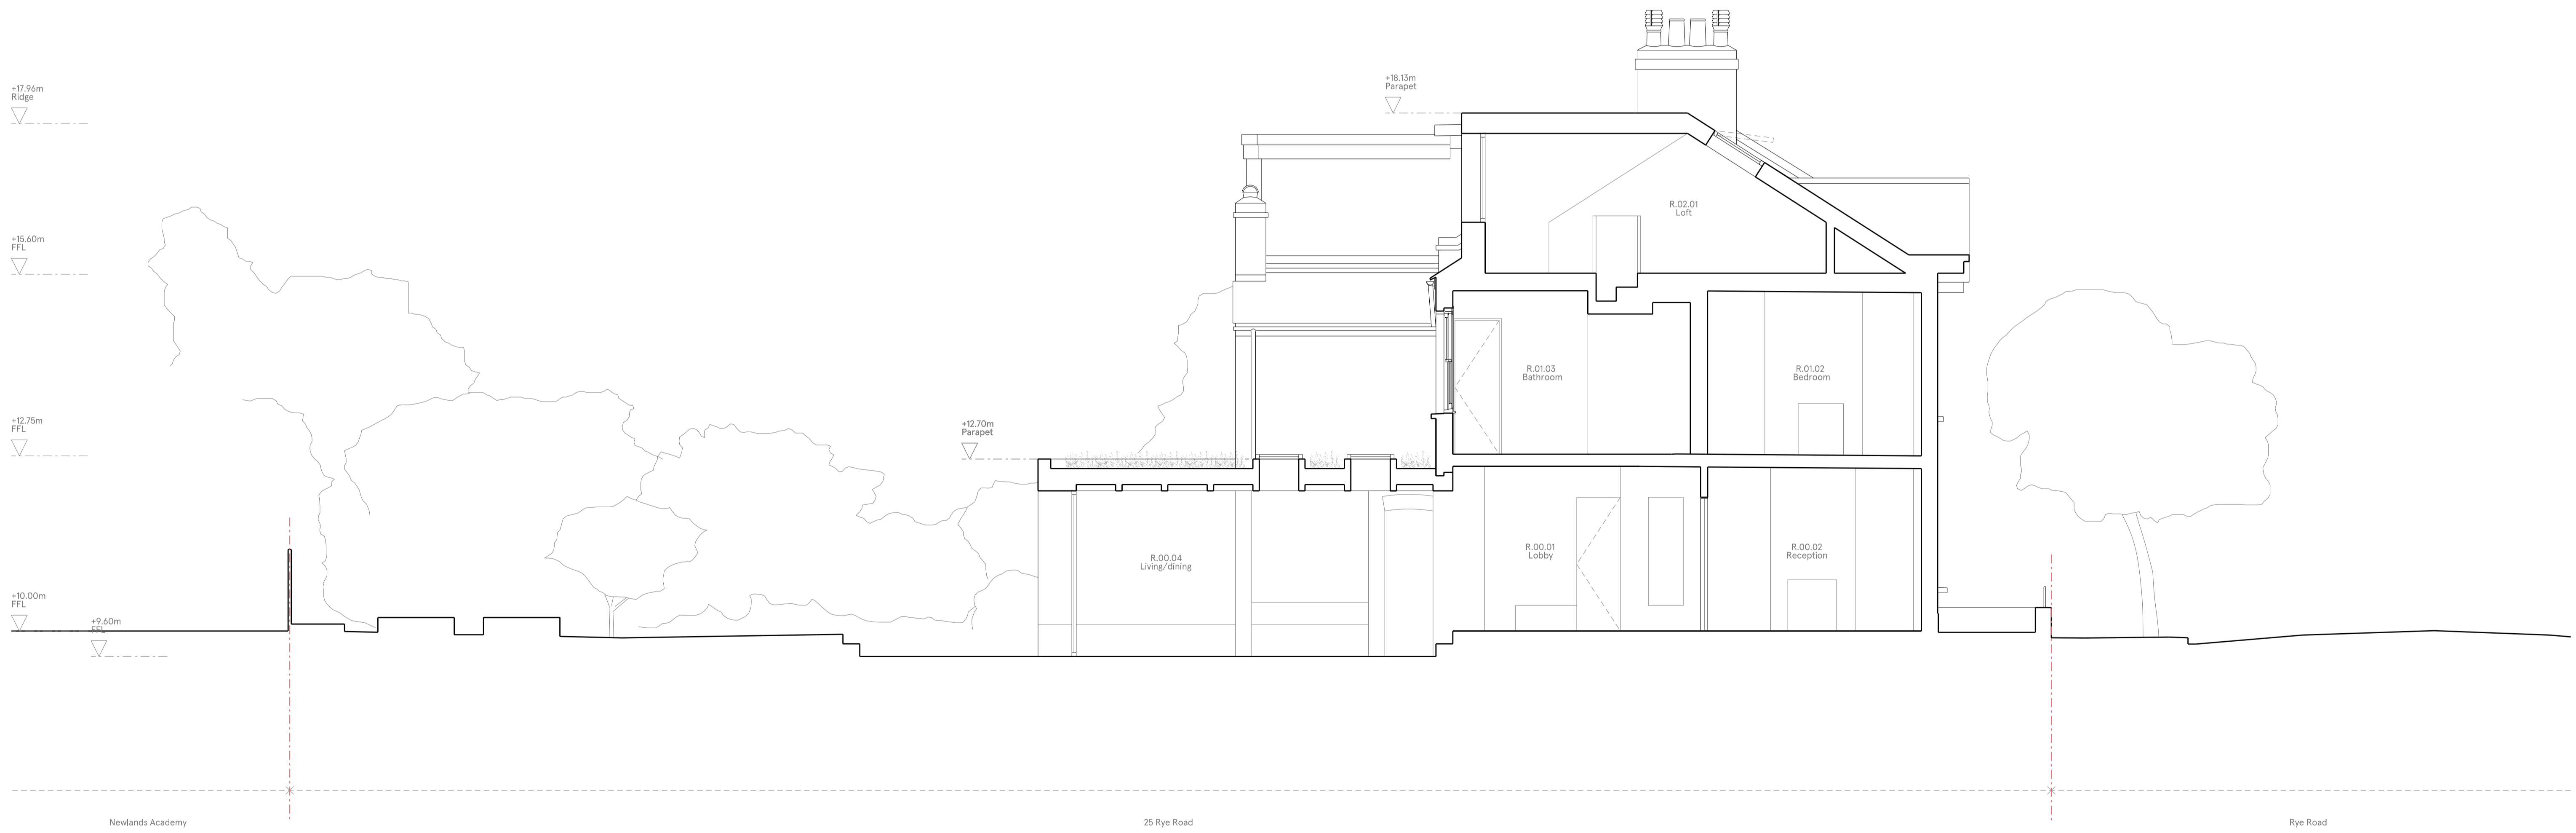 +17.96m
Ridge
+18.13m
Parapet
R.02.01
Loft
+15.60m
FFL
R.01.03
Bathroom
R.01.02
Bedroom
+12.75m
FFL
+12.70m
Parapet
R.00.04
Living/dining
R.00.01
Lobby
R.00.02
Reception
+10.00m
FFL
+9.60m
FFL
Newlands Academy
25 Rye Road
Rye Road